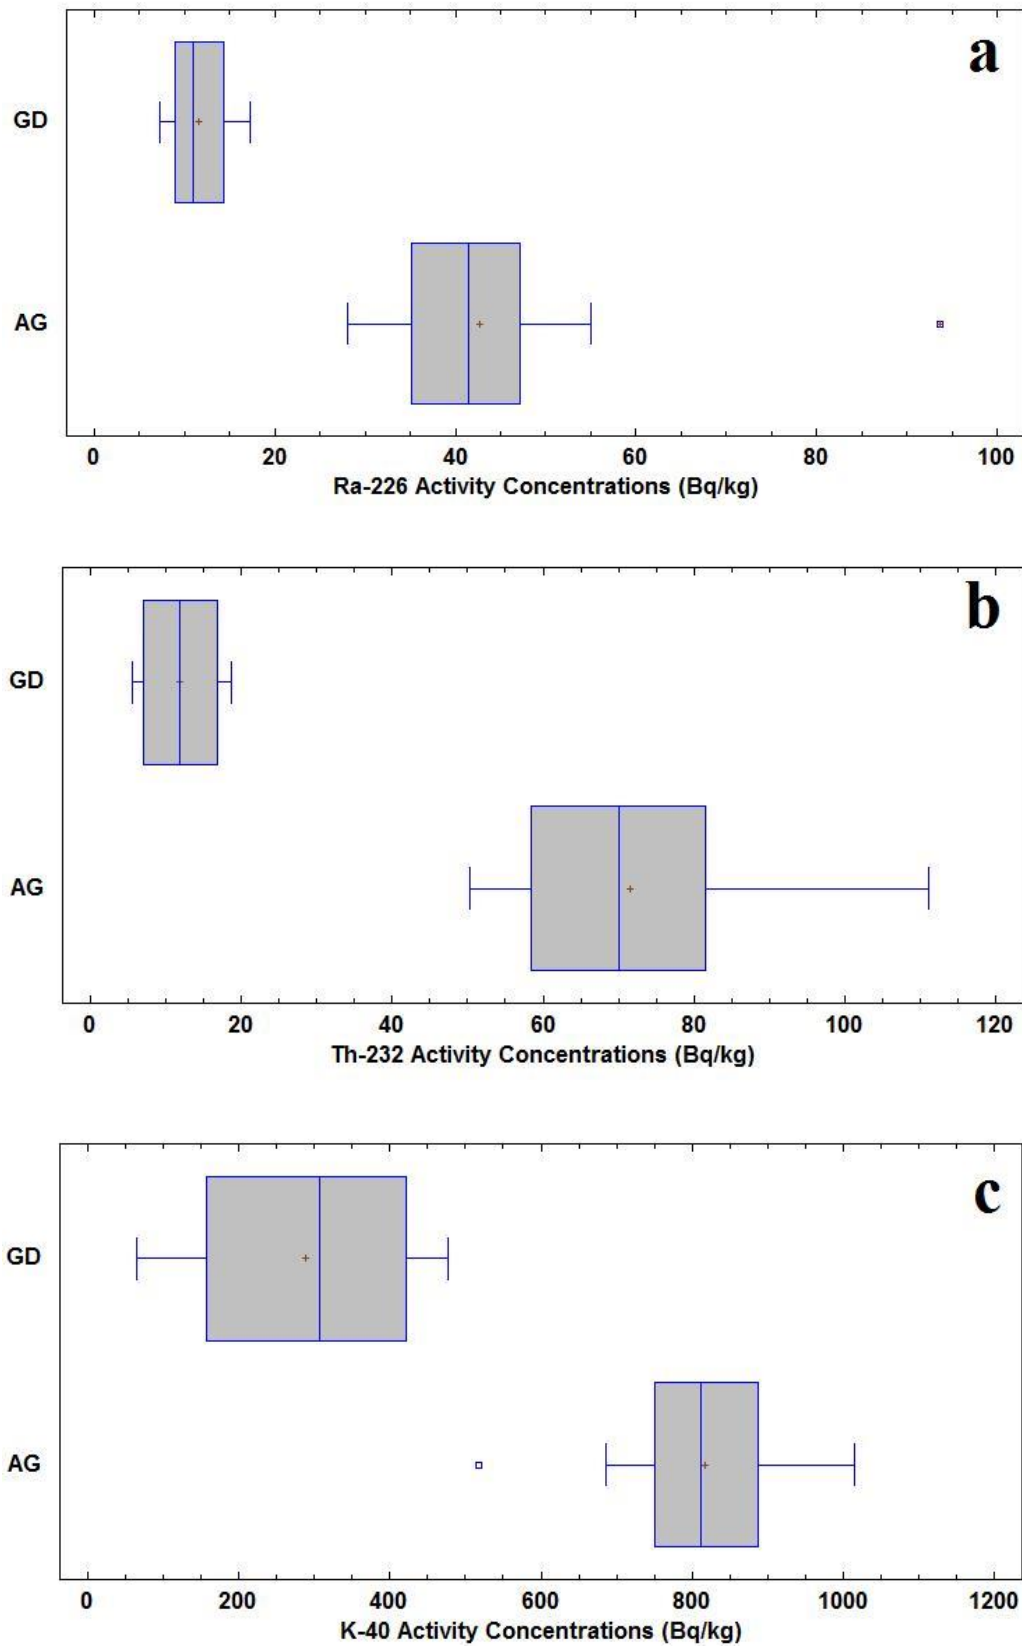 a
GD
AG
0 20 40 60 80 100
Ra-226 Activity Concentrations (Bq/kg)
b
GD
AG
0 20 40 60 80 100 120
Th-232 Activity Concentrations (Bq/kg)
c
GD
AG
0 200 400 600 800 1000 1200
K-40 Activity Concentrations (Bq/kg)